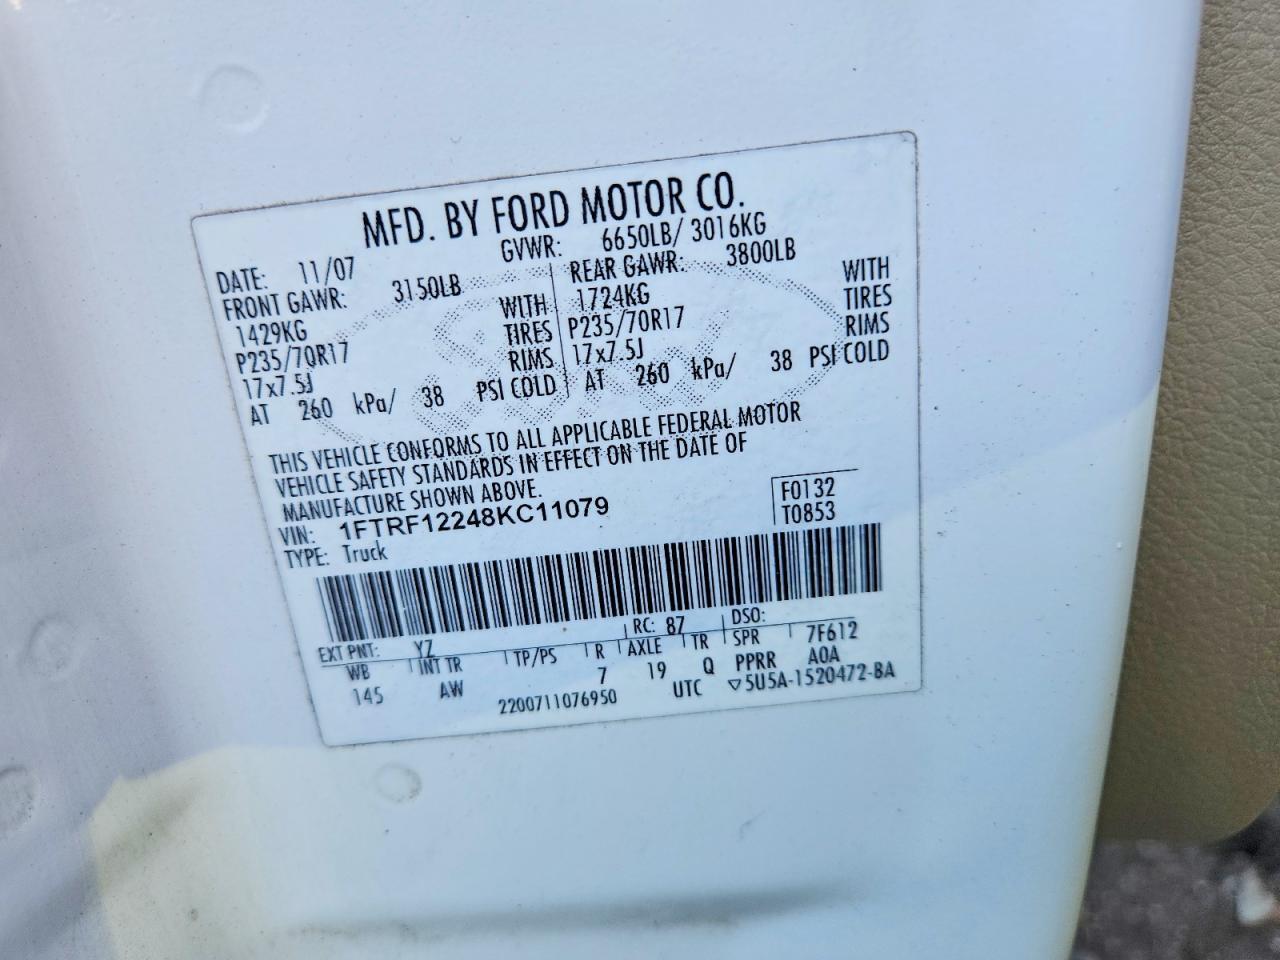 MFD. BY FORD MOTOR CO.
DATE: 11/07 GVWR: 6650LB/ 3016KG
FRONT GAWR: 3150LB REAR GAWR: 3800LB
1429KG WITH 1724KG WITH
P235/70R17 TIRES P235/70R17 TIRES
17x7.5J RIMS 17x7.5J RIMS
AT 260 kPa/ 38 PSI COLD AT 260 kPa/ 38 PSI COLD
THIS VEHICLE CONFORMS TO ALL APPLICABLE FEDERAL MOTOR
VEHICLE SAFETY STANDARDS IN EFFECT ON THE DATE OF
MANUFACTURE SHOWN ABOVE.
VIN: 1FTRF12248KC11079 F0132
TYPE: Truck T0853
EXT PNT: YZ RC: 87 DSO:
WB INT TR TP/PS R AXLE TR SPR 7F612
145 AW 7 19 Q PPRR A0A
2200711076950 UTC ▽5U5A-1520472-BA